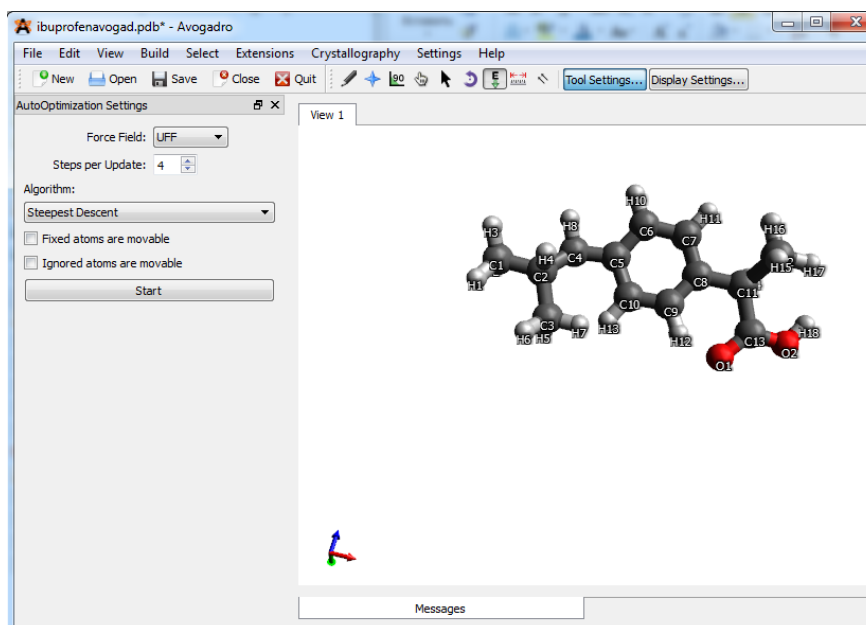 ibuprofenavogad.pdb* - Avogadro
File Edit View Build Select Extensions Crystallography Settings Help
New Open Save Close Quit 90 E Tool Settings... Display Settings...
AutoOptimization Settings
View 1
Force Field: UFF
Steps per Update: 4
Algorithm:
Steepest Descent
Fixed atoms are movable
Ignored atoms are movable
Start
H10
H8 H11
H3 C6 H16
H4 C4 C7
C1 C5 H15 H17
H1 C2 C8
C10 C9 C11
C3
H6 H5 H7 H13 H12 H18
C13
O1 O2
Messages